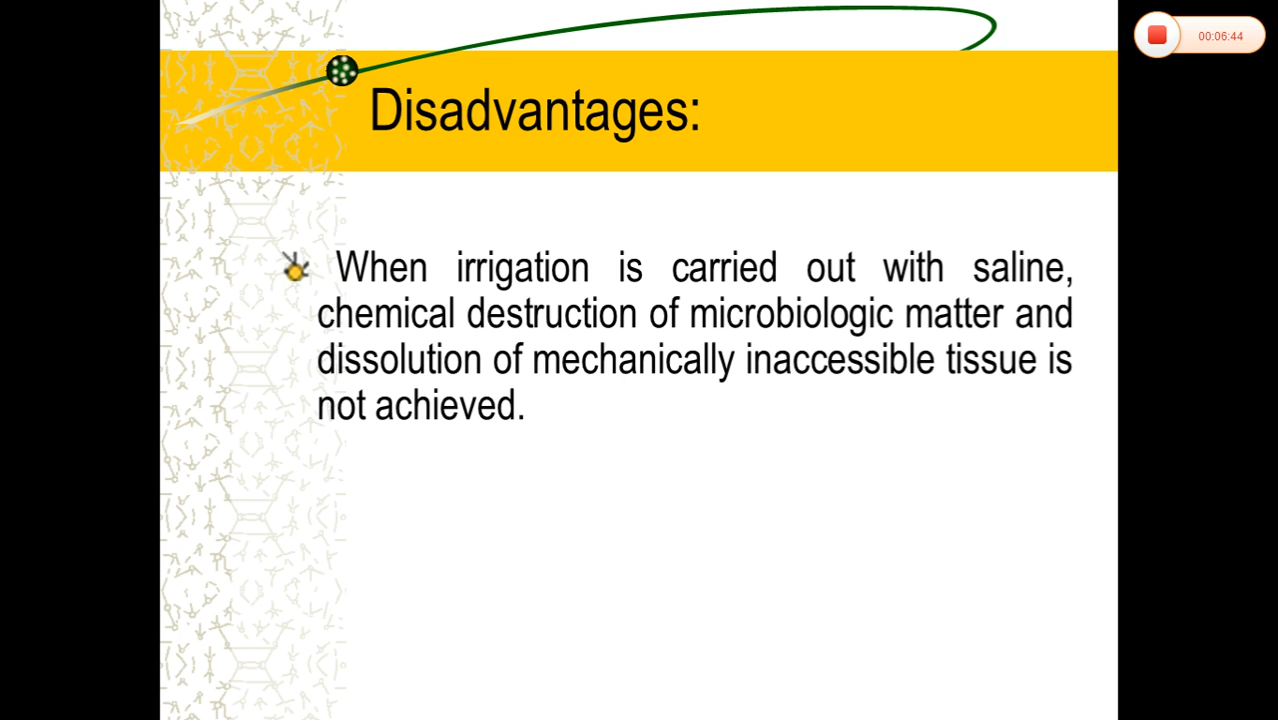 00:06:44
Disadvantages:
When irrigation is carried out with saline,
chemical destruction of microbiologic matter and
dissolution of mechanically inaccessible tissue is
not achieved.